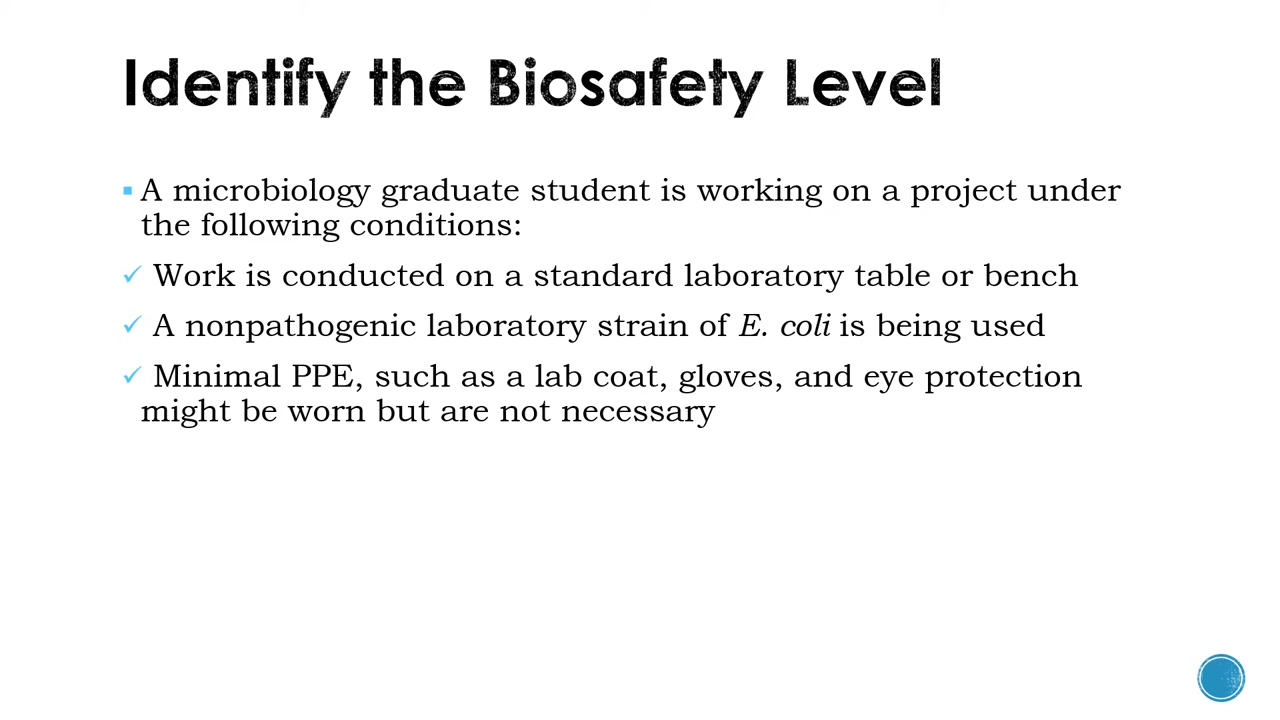 Identify the Biosafety Level
▪ A microbiology graduate student is working on a project under
the following conditions:
✓ Work is conducted on a standard laboratory table or bench
✓ A nonpathogenic laboratory strain of E. coli is being used
✓ Minimal PPE, such as a lab coat, gloves, and eye protection
might be worn but are not necessary